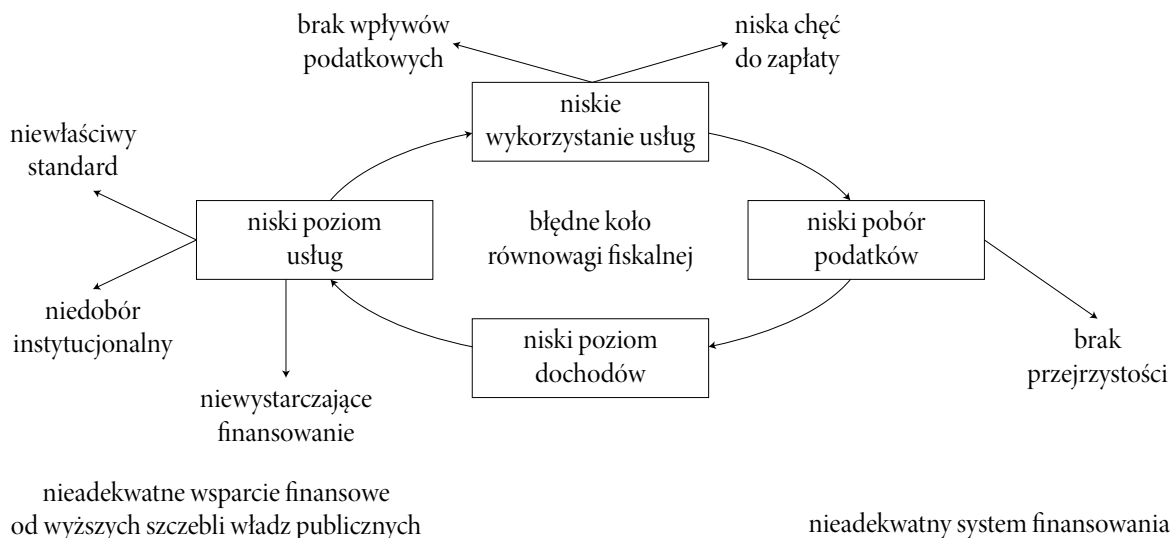 brak wpływów
podatkowych
niska chęć
do zapłaty
niskie
wykorzystanie usług
niewłaściwy
standard
niski poziom
usług
błędne koło
równowagi fiskalnej
niski pobór
podatków
niedobór
instytucjonalny
niski poziom
dochodów
brak
przejrzystości
niewystarczające
finansowanie
nieadekwatne wsparcie finansowe
od wyższych szczebli władz publicznych
nieadekwatny system finansowania